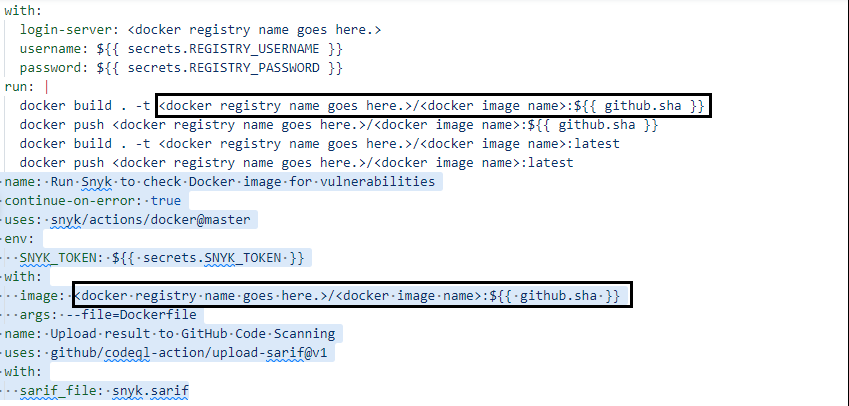 with:
login-server: <docker registry name goes here.>
username: ${{ secrets.REGISTRY_USERNAME }}
password: ${{ secrets.REGISTRY_PASSWORD }}
run: |
docker build . -t <docker registry name goes here.>/<docker image name>:${{ github.sha }}
docker push <docker registry name goes here.>/<docker image name>:${{ github.sha }}
docker build . -t <docker registry name goes here.>/<docker image name>:latest
docker push <docker registry name goes here.>/<docker image name>:latest
name: Run Snyk to check Docker image for vulnerabilities
continue-on-error: true
uses: snyk/actions/docker@master
env:
SNYK_TOKEN: ${{ secrets.SNYK_TOKEN }}
with:
image: <docker registry name goes here.>/<docker image name>:${{ github.sha }}
args: --file=Dockerfile
name: Upload result to GitHub Code Scanning
uses: github/codeql-action/upload-sarif@v1
with:
sarif_file: snyk.sarif